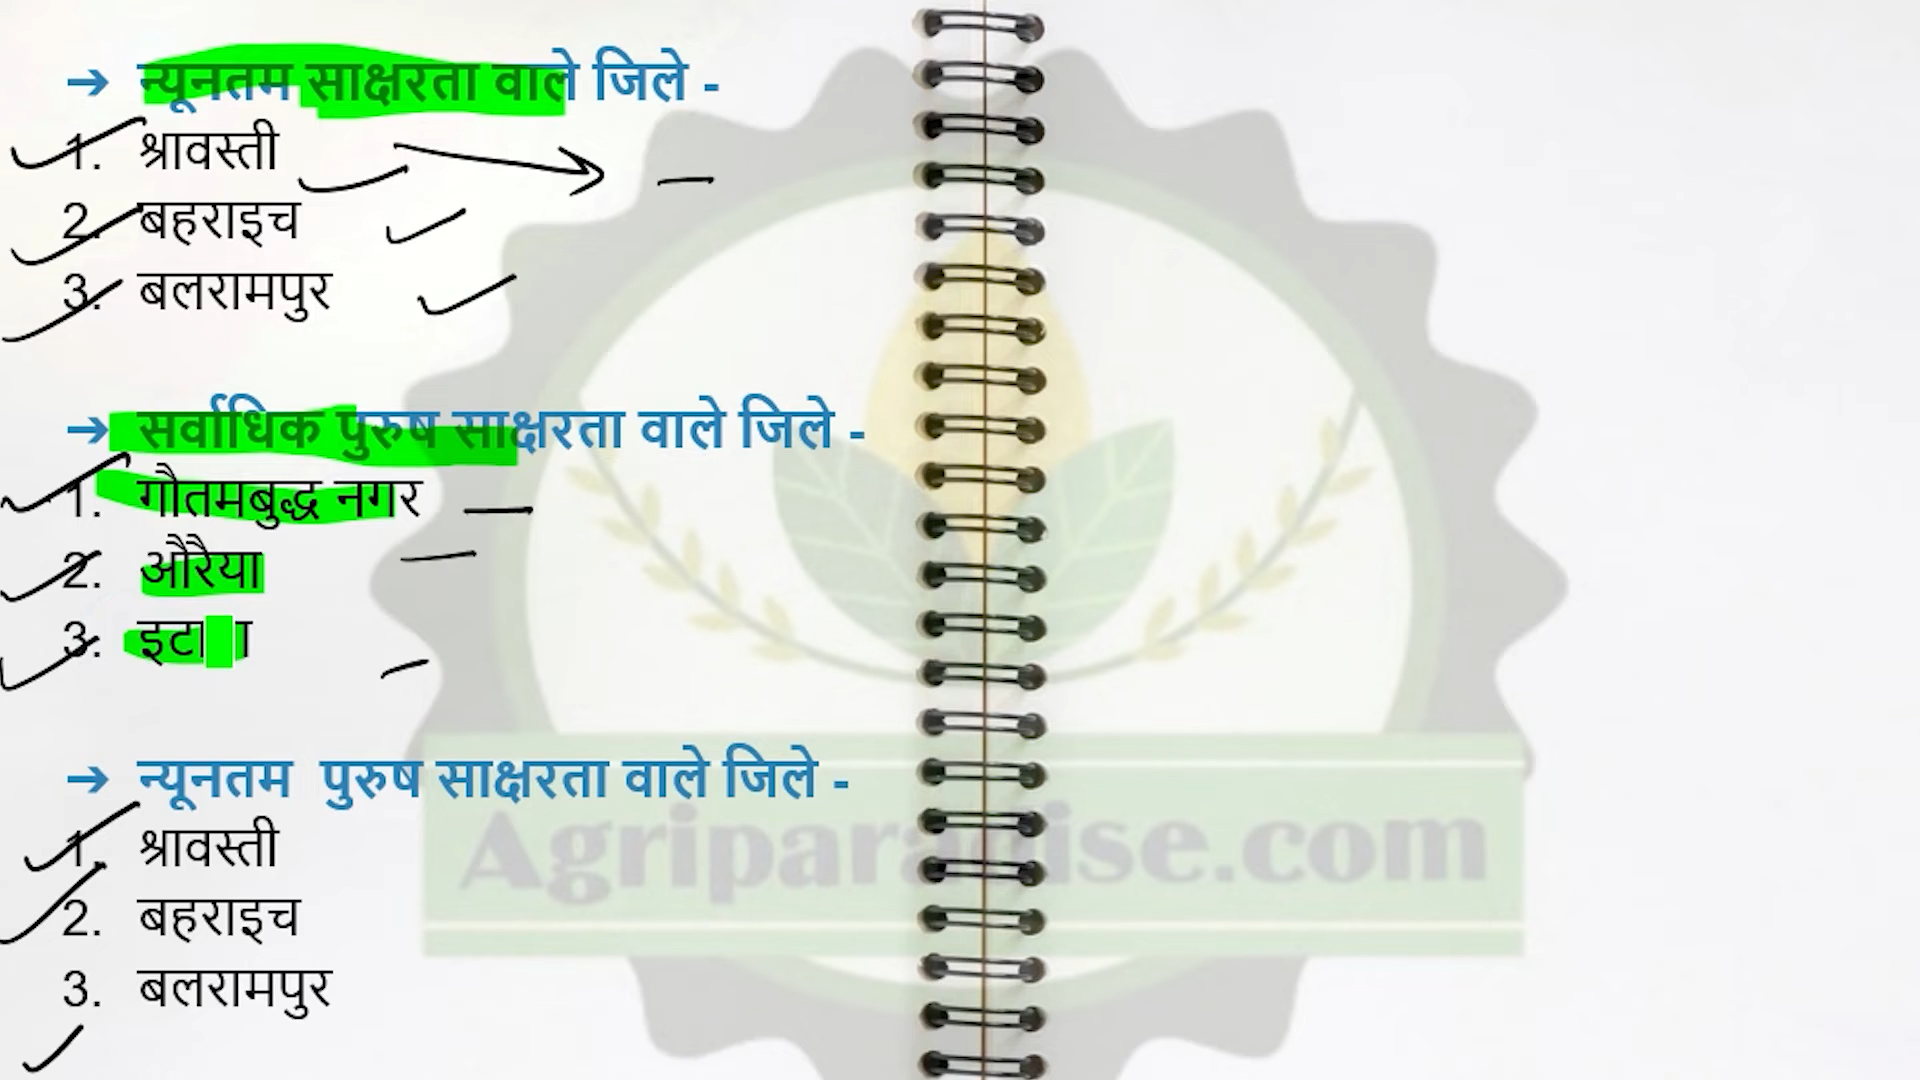 ➔ न्यूनतम साक्षरता वाले जिले -
1. श्रावस्ती
2. बहराइच
3. बलरामपुर
➔ सर्वाधिक पुरुष साक्षरता वाले जिले -
1. गौतमबुद्ध नगर
2. औरैया
3.
➔ न्यूनतम पुरुष साक्षरता वाले जिले -
1. श्रावस्ती
2. बहराइच
3. बलरामपुर
Agriparadise.com